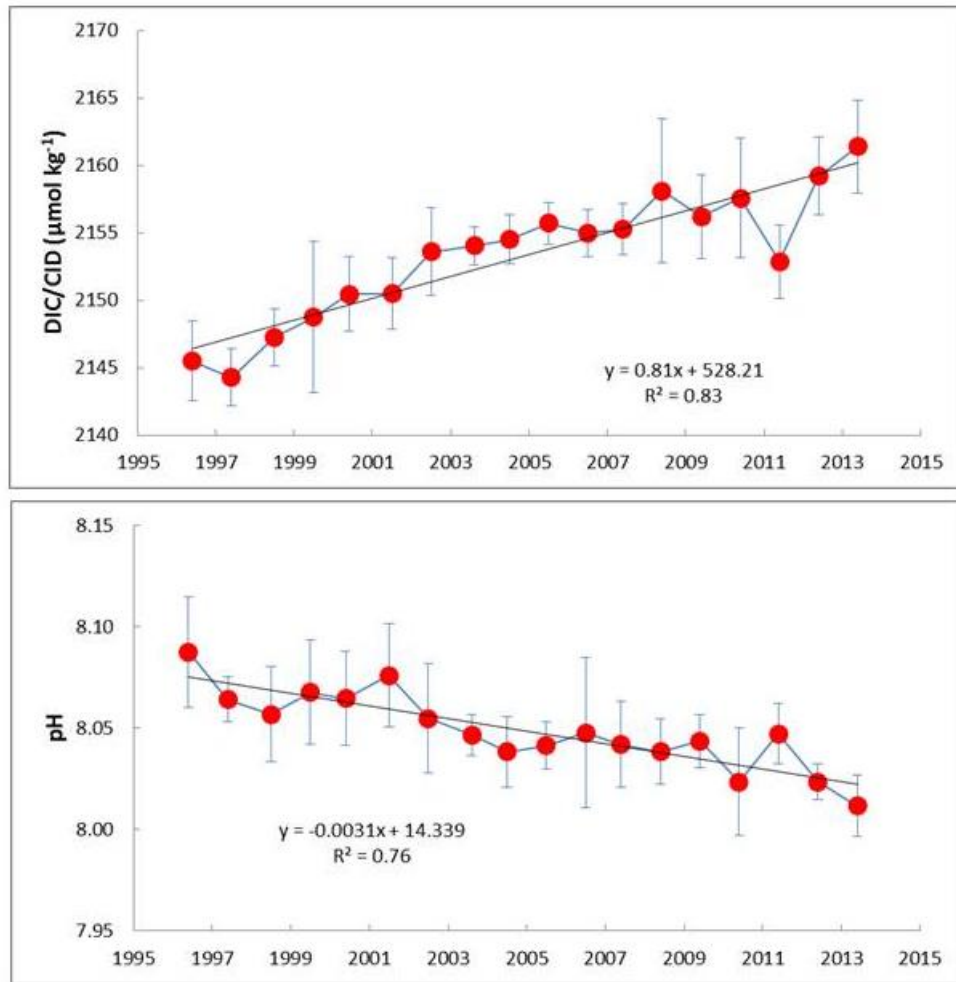 2170
2165
2160
2155
2150
2145
2140
DIC/CID (µmol kg⁻¹)
y = 0.81x + 528.21
R² = 0.83
1995 1997 1999 2001 2003 2005 2007 2009 2011 2013 2015
8.15
8.10
8.05
8.00
7.95
pH
y = -0.0031x + 14.339
R² = 0.76
1995 1997 1999 2001 2003 2005 2007 2009 2011 2013 2015